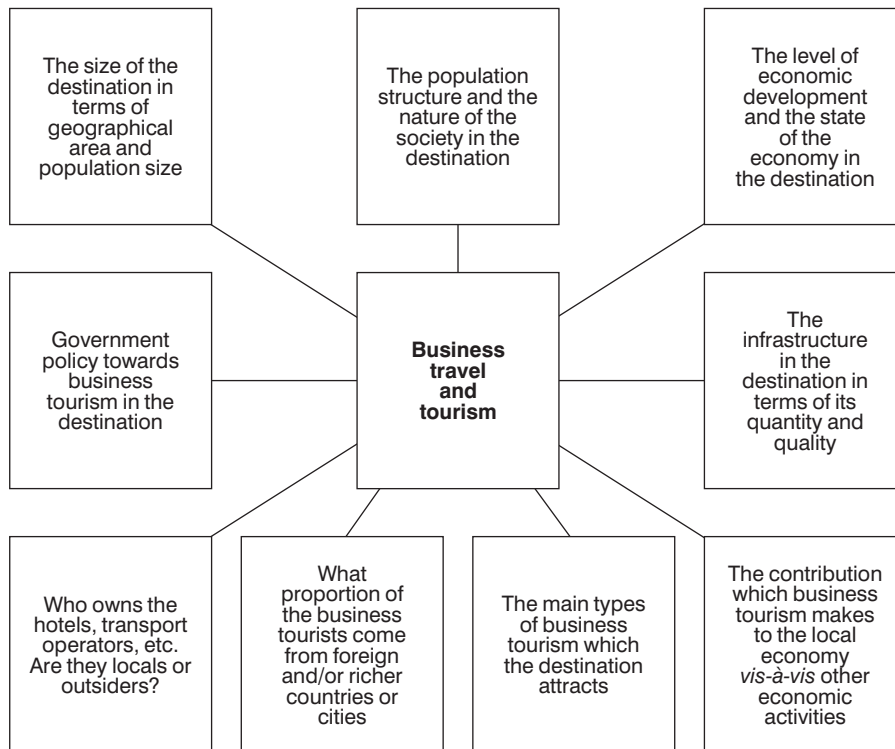 The size of the
destination in
terms of
geographical
area and
population size
The population
structure and the
nature of the
society in the
destination
The level of
economic
development
and the state
of the
economy in
the destination
Government
policy towards
business
tourism in the
destination
Business
travel
and
tourism
The
infrastructure
in the
destination in
terms of its
quantity and
quality
Who owns the
hotels, transport
operators, etc.
Are they locals or
outsiders?
What
proportion of
the business
tourists come
from foreign
and/or richer
countries or
cities
The main types
of business
tourism which
the destination
attracts
The contribution
which business
tourism makes
to the local
economy
vis-à-vis other
economic
activities